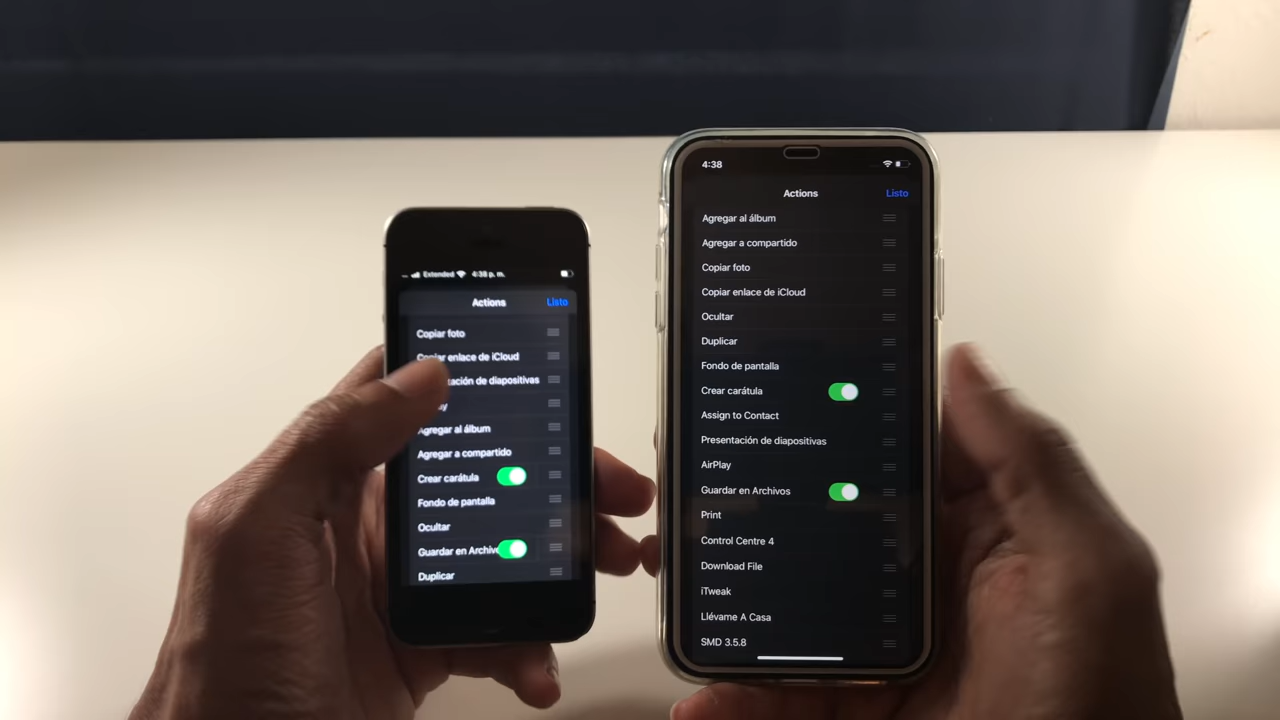 Extended 4:38 p. m.
Actions Listo
Copiar foto
Copiar enlace de iCloud
tación de diapositivas
Agregar al álbum
Agregar a compartido
Crear carátula
Fondo de pantalla
Ocultar
Guardar en Archivo
Duplicar
4:38
Actions Listo
Agregar al álbum
Agregar a compartido
Copiar foto
Copiar enlace de iCloud
Ocultar
Duplicar
Fondo de pantalla
Crear carátula
Assign to Contact
Presentación de diapositivas
AirPlay
Guardar en Archivos
Print
Control Centre 4
Download File
iTweak
Llévame A Casa
SMD 3.5.8